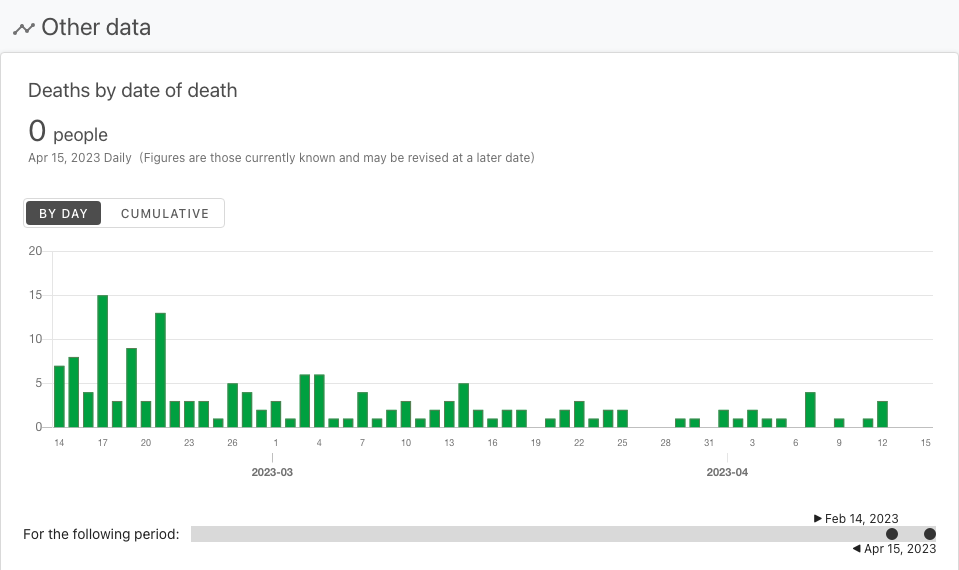 Other data
Deaths by date of death
0 people
Apr 15, 2023 Daily (Figures are those currently known and may be revised at a later date)
BY DAY CUMULATIVE
20
15
10
5
0
14 17 20 23 26 1 4 7 10 13 16 19 22 25 28 31 3 6 9 12 15
2023-03 2023-04
▶ Feb 14, 2023
For the following period:
◀ Apr 15, 2023